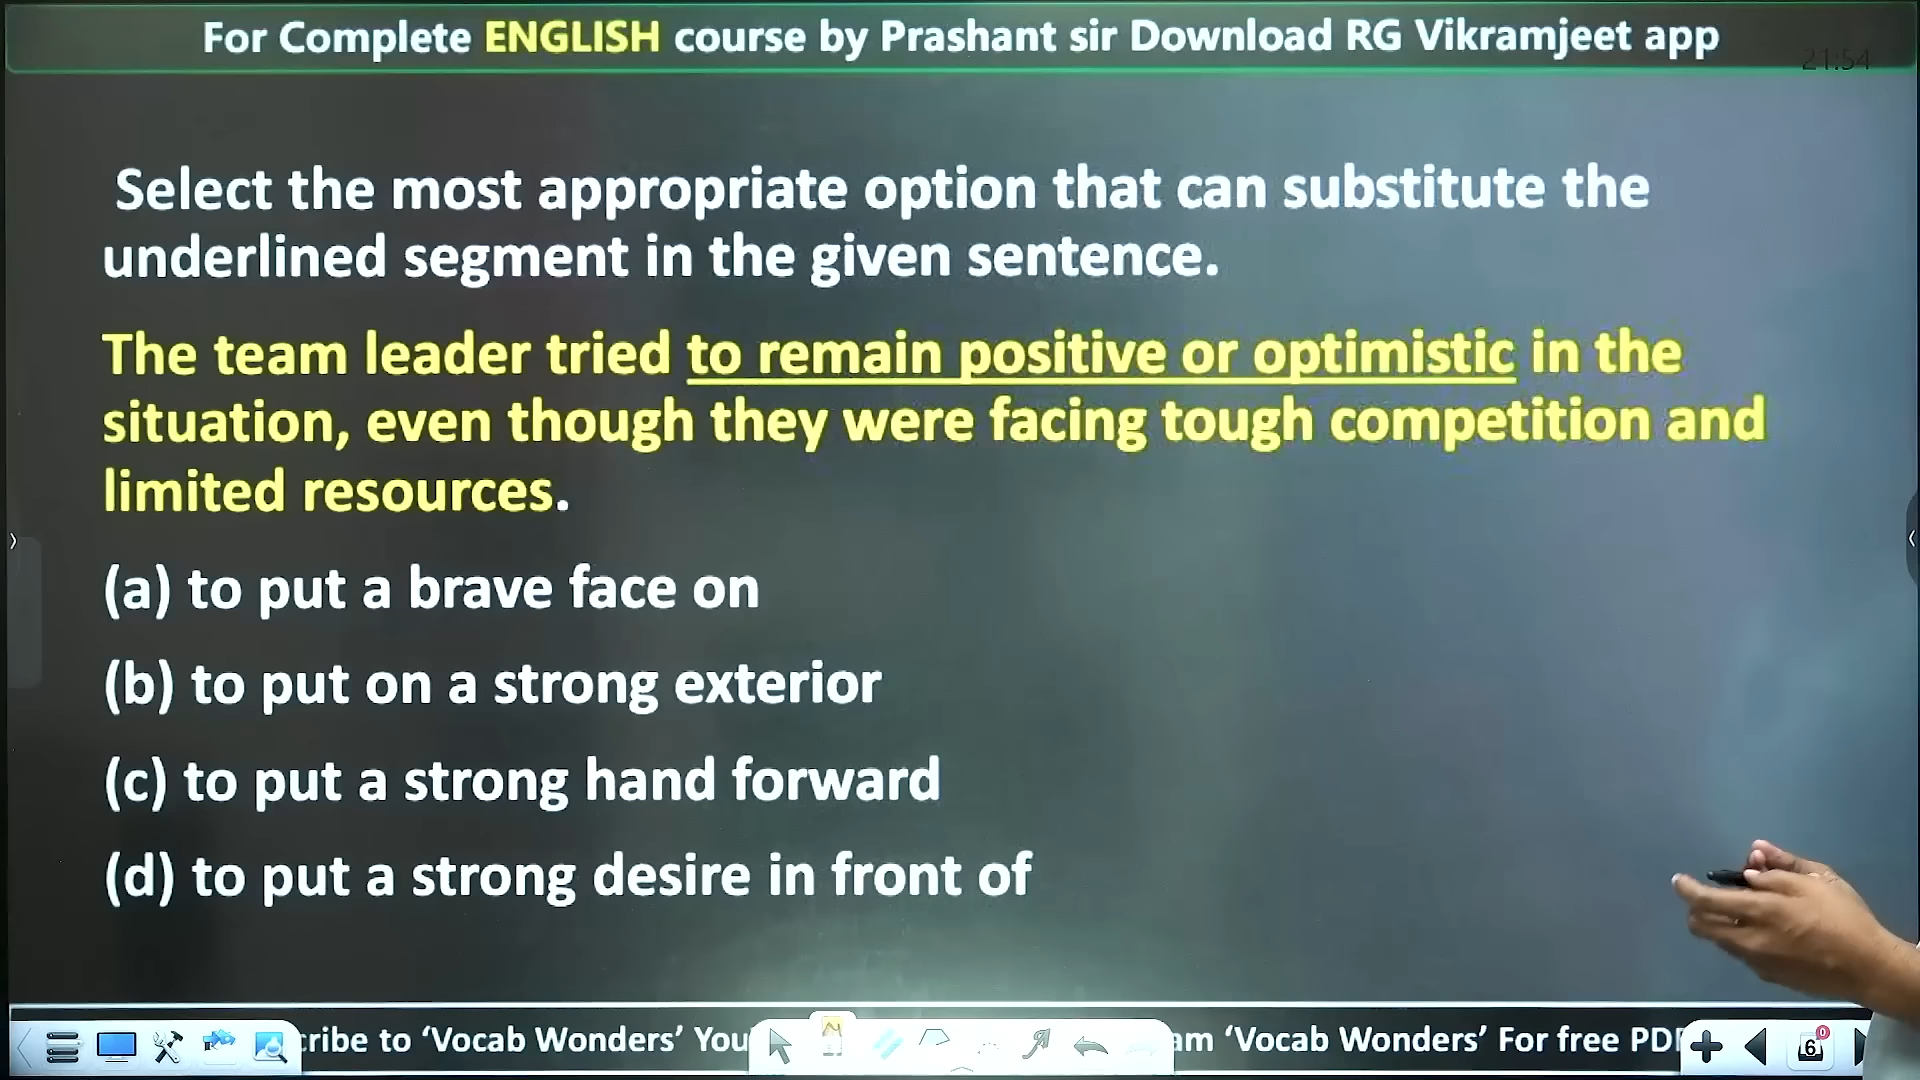 For Complete ENGLISH course by Prashant sir Download RG Vikramjeet app
21:54
Select the most appropriate option that can substitute the
underlined segment in the given sentence.
The team leader tried to remain positive or optimistic in the
situation, even though they were facing tough competition and
limited resources.
(a) to put a brave face on
(b) to put on a strong exterior
(c) to put a strong hand forward
(d) to put a strong desire in front of
cribe to ‘Vocab Wonders’ You
am ‘Vocab Wonders’ For free PDF
6
0